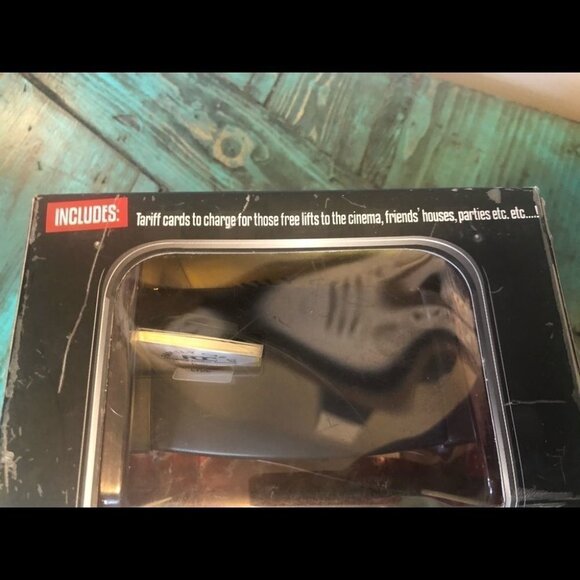 INCLUDES: Tariff cards to charge for those free lifts to the cinema, friends' houses, parties etc. etc....!